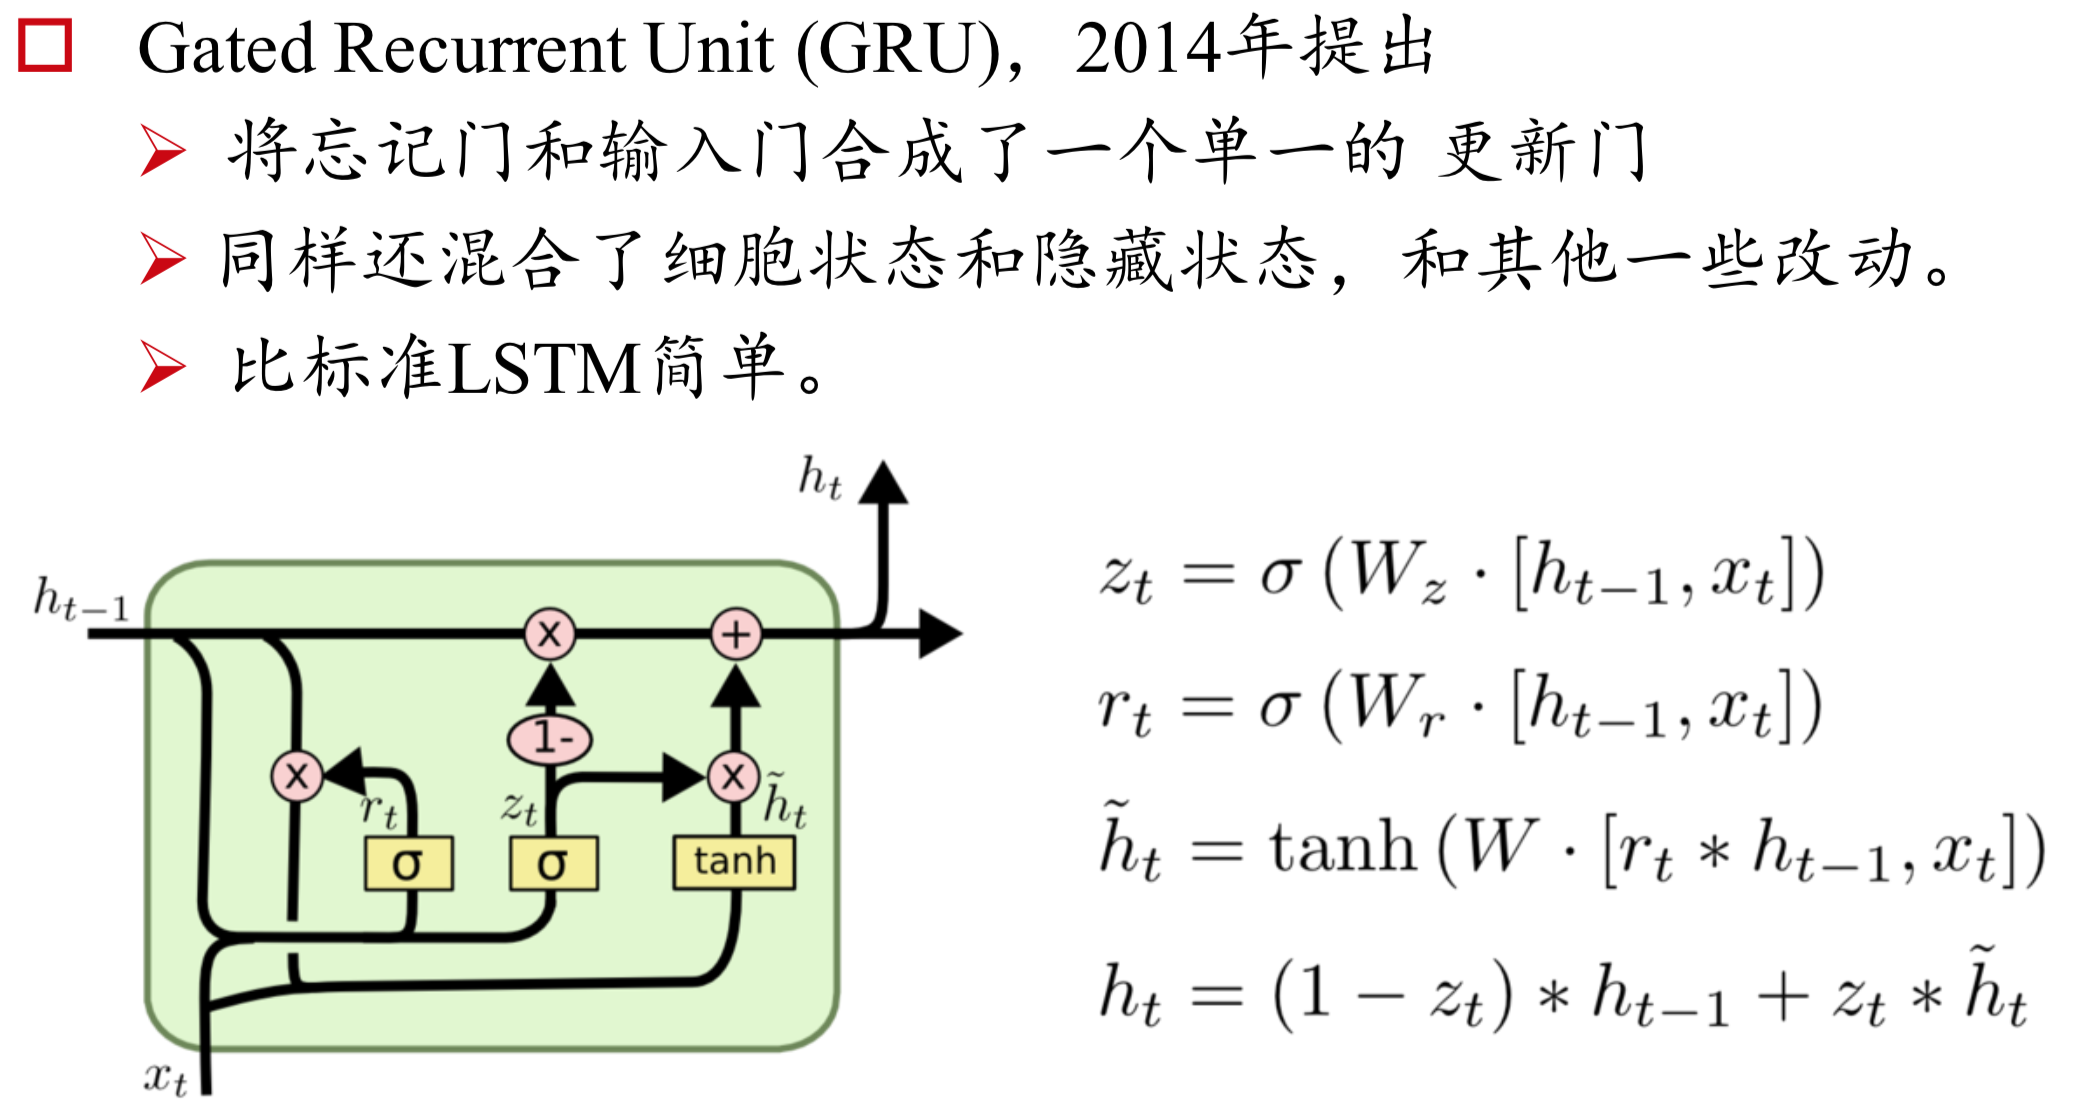 Gated Recurrent Unit (GRU)，2014年提出
将忘记门和输入门合成了一个单一的 更新门
同样还混合了细胞状态和隐藏状态，和其他一些改动。
比标准LSTM简单。
h_t
h_{t-1}
x
+
1-
x
x
r_t
z_t
h̃_t
σ
σ
tanh
x_t
z_t = σ (W_z · [h_{t-1}, x_t])
r_t = σ (W_r · [h_{t-1}, x_t])
h̃_t = tanh (W · [r_t * h_{t-1}, x_t])
h_t = (1 − z_t) * h_{t-1} + z_t * h̃_t